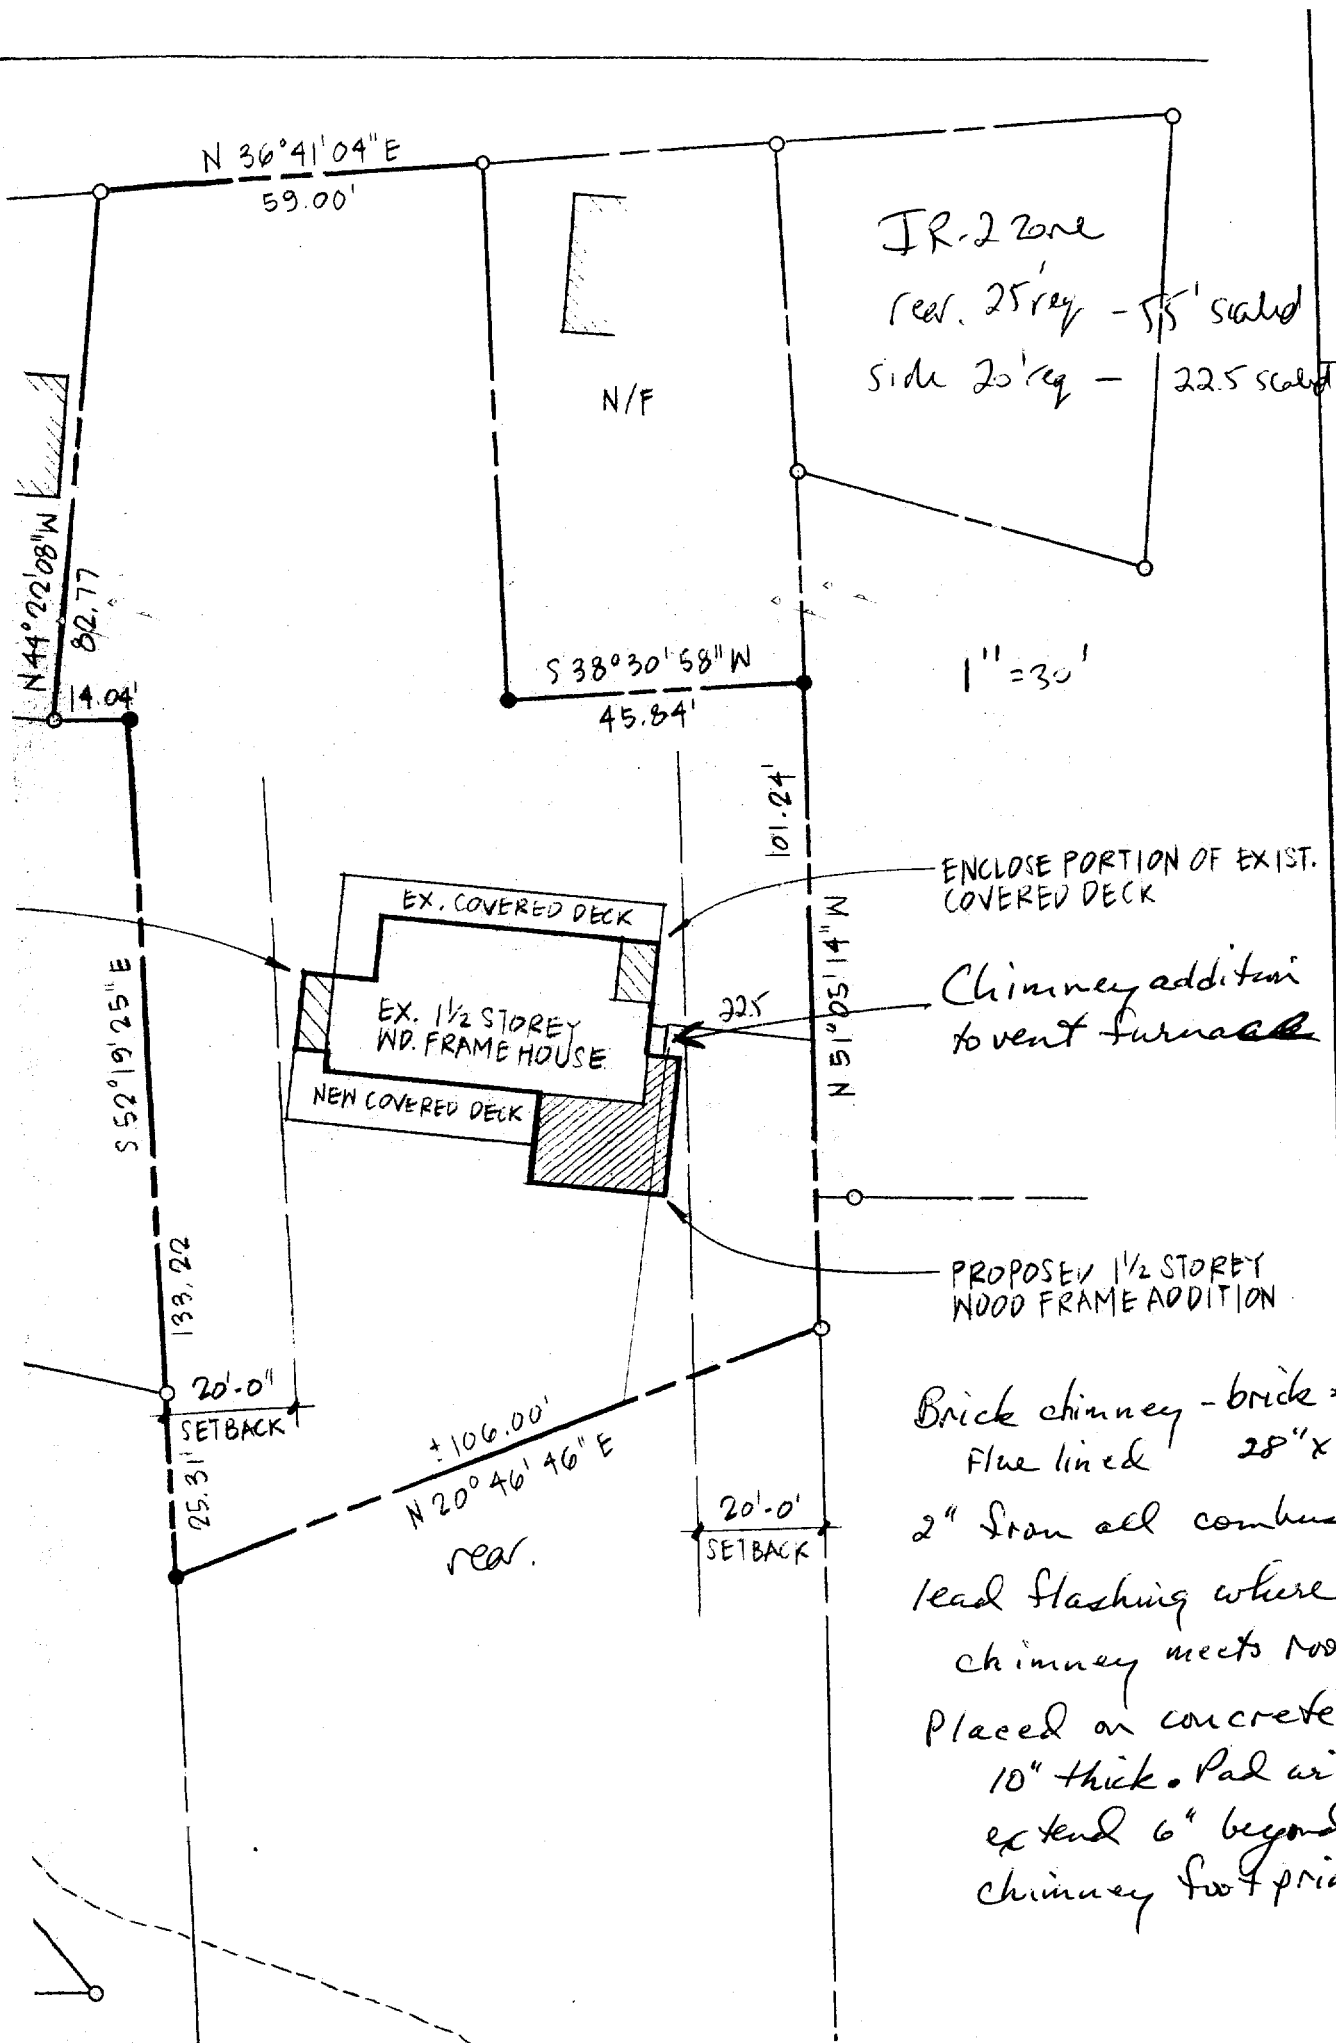 N 36°41'04" E
59.00'
IR-2 zone
rear. 25' req - 55' scaled
side 20' req - 22.5 scaled
N/F
N44°22'08"W
82.77
14.04'
S 38°30'58" W
45.84'
1" = 30'
101.24'
N 51°05'14" W
ENCLOSE PORTION OF EXIST.
COVERED DECK
EX. COVERED DECK
EX. 1½ STOREY
WD. FRAME HOUSE
NEW COVERED DECK
22.5
Chimney addition
to vent furnace
S 52°19'25" E
133.22
PROPOSED 1½ STOREY
WOOD FRAME ADDITION
20'-0"
SETBACK
25.31'
±106.00'
N 20°46'46" E
rear.
20'-0'
SETBACK
Brick chimney - brick
Flue lined 28" x
2" from all
lead flashing where
chimney meets
Placed on concrete
10" thick. Pad
extend 6" beyond
chimney